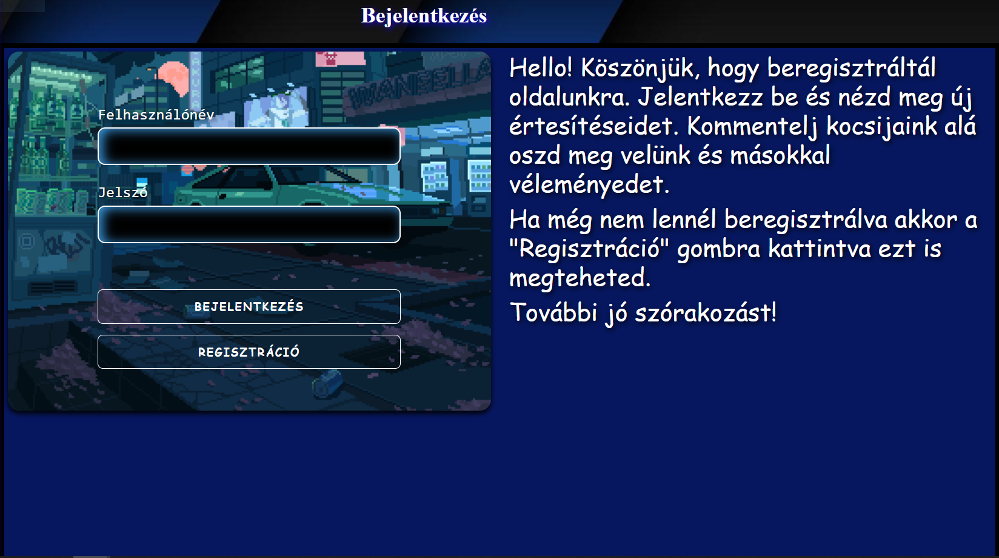 Bejelentkezés
Felhasználónév
Jelszó
BEJELENTKEZÉS
REGISZTRÁCIÓ
Hello! Köszönjük, hogy beregisztráltál
oldalunkra. Jelentkezz be és nézd meg új
értesítéseidet. Kommentelj kocsijaink alá
oszd meg velünk és másokkal
véleményedet.
Ha még nem lennél beregisztrálva akkor a
"Regisztráció" gombra kattintva ezt is
megteheted.
További jó szórakozást!